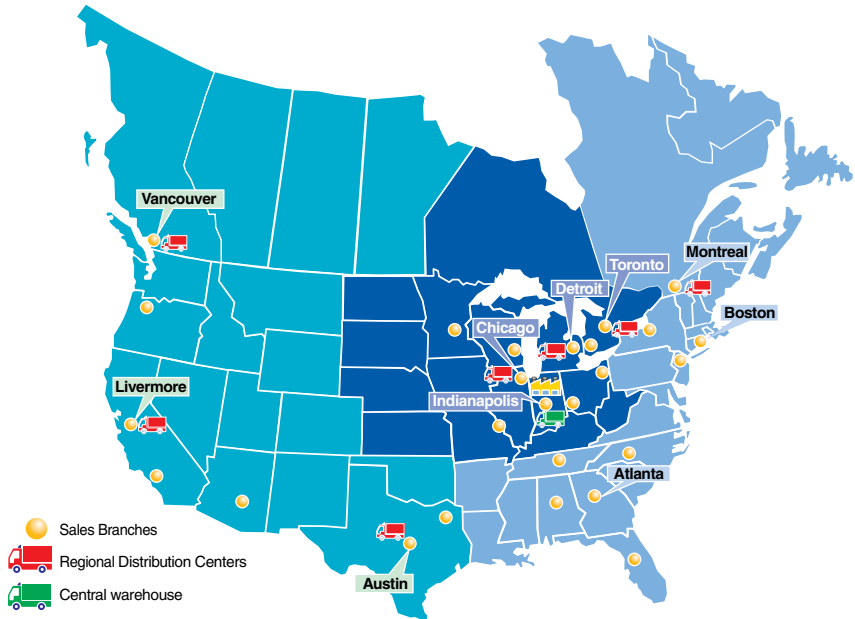 Vancouver
Montreal
Toronto
Detroit
Boston
Chicago
Livermore
Indianapolis
Atlanta
Sales Branches
Regional Distribution Centers
Austin
Central warehouse